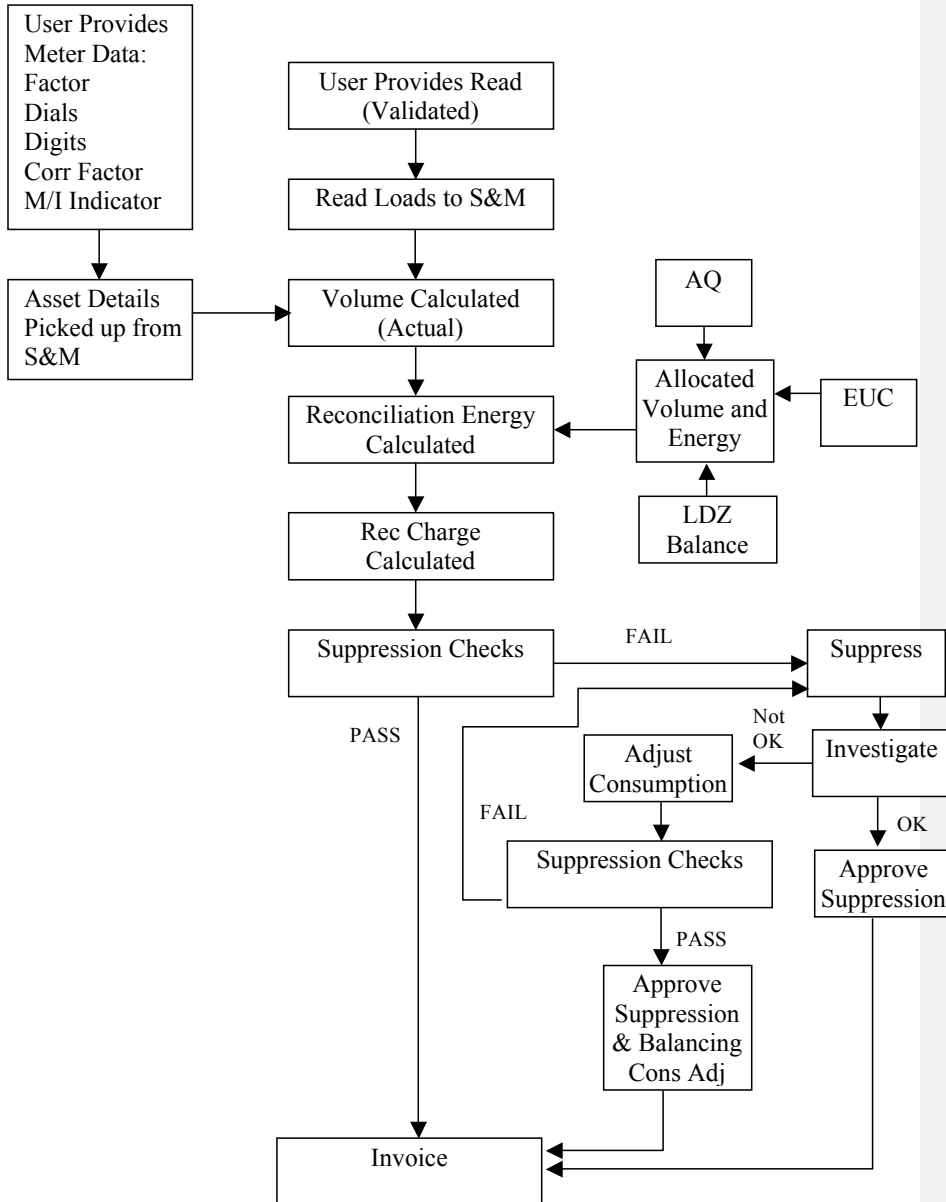 User Provides
Meter Data:
Factor
Dials
Digits
Corr Factor
M/I Indicator
User Provides Read
(Validated)
Read Loads to S&M
Asset Details
Picked up from
S&M
Volume Calculated
(Actual)
AQ
Allocated
Volume and
Energy
EUC
Reconciliation Energy
Calculated
LDZ
Balance
Rec Charge
Calculated
Suppression Checks
FAIL
Suppress
PASS
Not
OK
Investigate
Adjust
Consumption
FAIL
OK
Suppression Checks
Approve
Suppression
PASS
Approve
Suppression
& Balancing
Cons Adj
Invoice